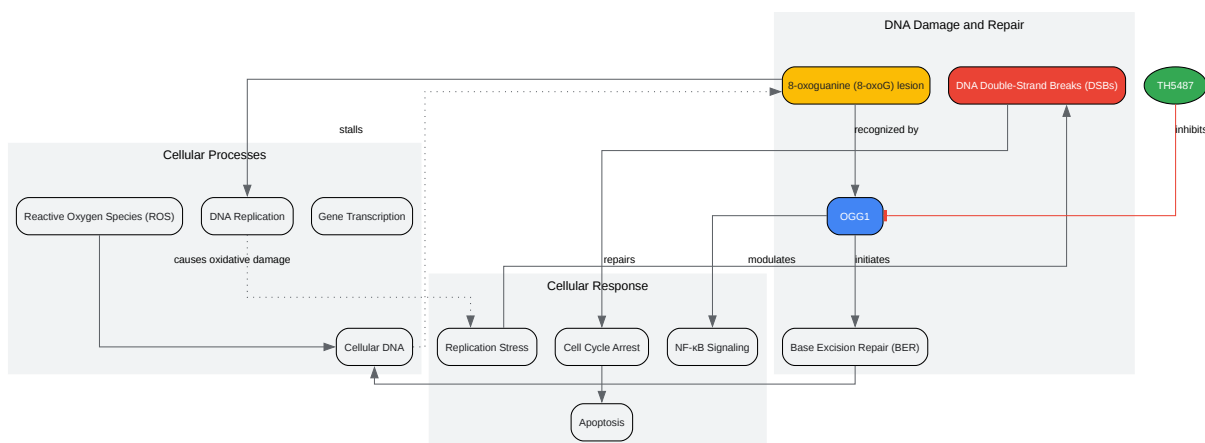 DNA Damage and Repair
8-oxoguanine (8-oxoG) lesion
DNA Double-Strand Breaks (DSBs)
TH5487
stalls
recognized by
inhibits
Cellular Processes
Reactive Oxygen Species (ROS)
DNA Replication
Gene Transcription
OGG1
causes oxidative damage
repairs
modulates
initiates
Cellular Response
Cellular DNA
Replication Stress
Cell Cycle Arrest
NF-κB Signaling
Base Excision Repair (BER)
Apoptosis